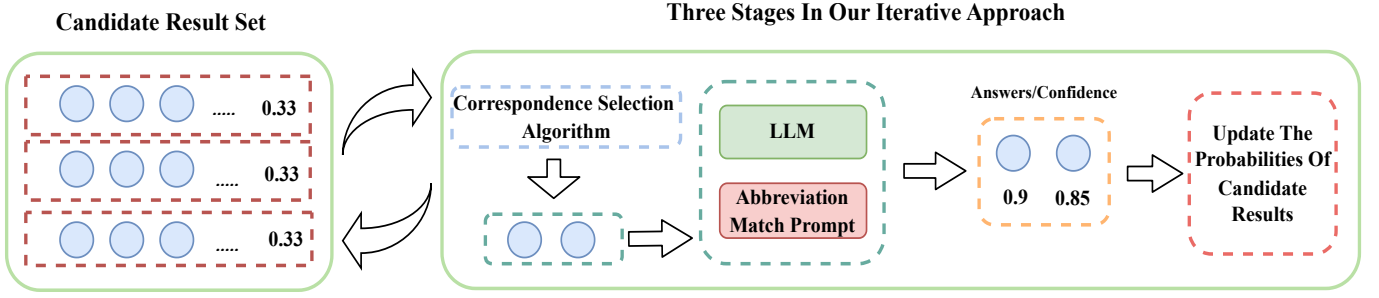 Candidate Result Set
..... 0.33
..... 0.33
..... 0.33
Three Stages In Our Iterative Approach
Correspondence Selection
Algorithm
LLM
Abbreviation
Match Prompt
Answers/Confidence
0.9 0.85
Update The
Probabilities Of
Candidate
Results